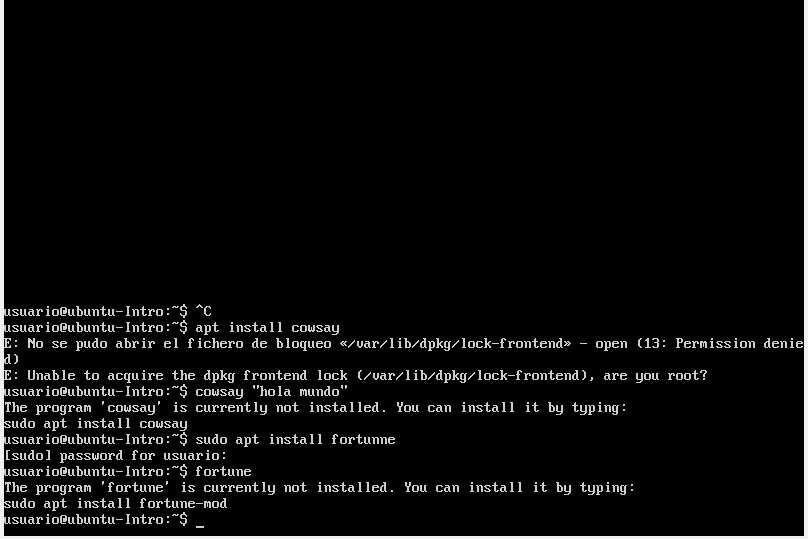 usuario@ubuntu-Intro:~$ ^C
usuario@ubuntu-Intro:~$ apt install cowsay
E: No se pudo abrir el fichero de bloqueo «/var/lib/dpkg/lock-frontend» - open (13: Permission denie
d)
E: Unable to acquire the dpkg frontend lock (/var/lib/dpkg/lock-frontend), are you root?
usuario@ubuntu-Intro:~$ cowsay "hola mundo"
The program 'cowsay' is currently not installed. You can install it by typing:
sudo apt install cowsay
usuario@ubuntu-Intro:~$ sudo apt install fortunne
[sudo] password for usuario:
usuario@ubuntu-Intro:~$ fortune
The program 'fortune' is currently not installed. You can install it by typing:
sudo apt install fortune-mod
usuario@ubuntu-Intro:~$ _